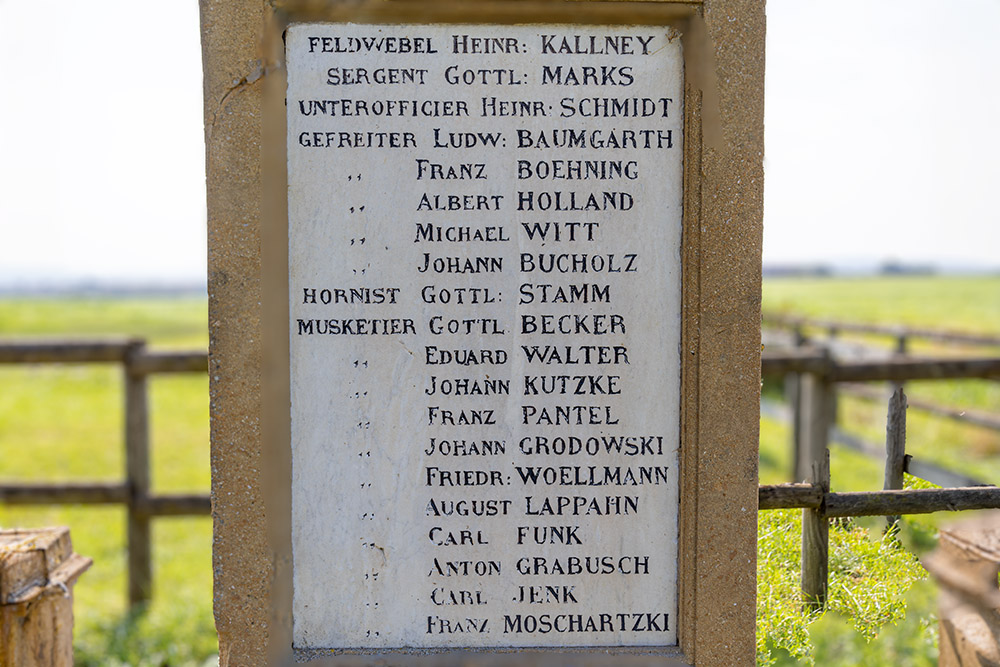 FELDWEBEL HEINR: KALLNEY
SERGENT GOTTL: MARKS
UNTEROFFICIER HEINR: SCHMIDT
GEFREITER LUDW: BAUMGARTH
,, FRANZ BOEHNING
,, ALBERT HOLLAND
,, MICHAEL WITT
,, JOHANN BUCHOLZ
HORNIST GOTTL: STAMM
MUSKETIER GOTTL BECKER
,, EDUARD WALTER
,, JOHANN KUTZKE
,, FRANZ PANTEL
,, JOHANN GRODOWSKI
,, FRIEDR: WOELLMANN
,, AUGUST LAPPAHN
,, CARL FUNK
,, ANTON GRABUSCH
,, CARL JENK
,, FRANZ MOSCHARTZKI